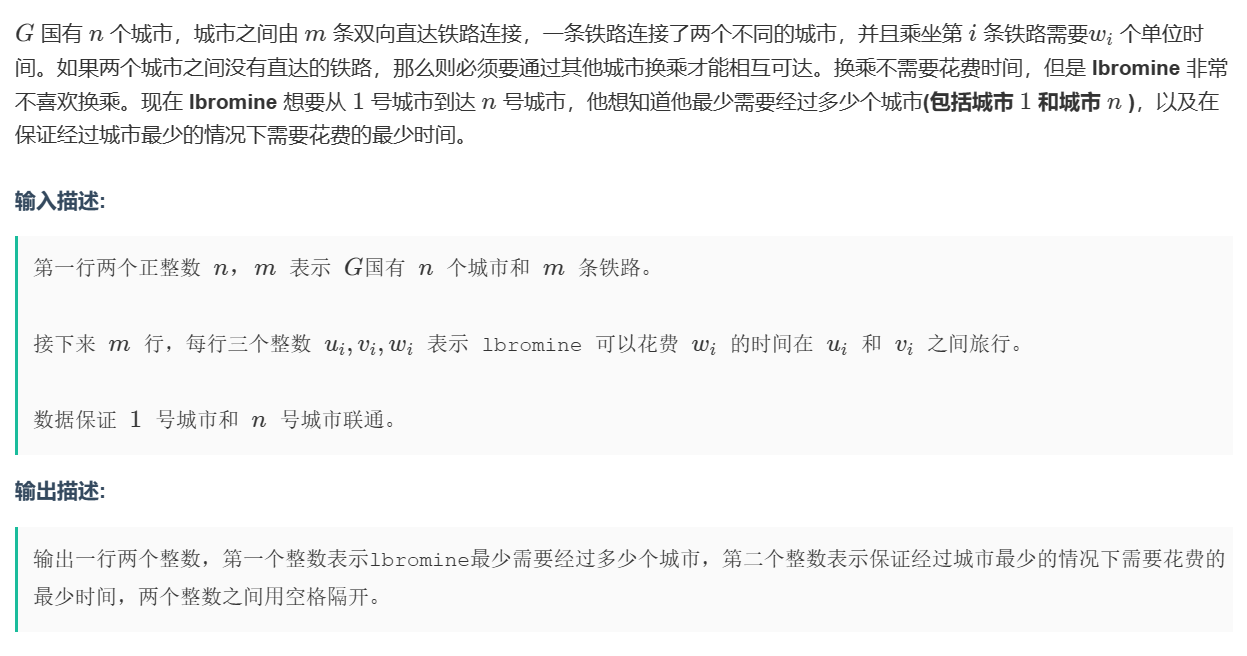 G 国有 n 个城市，城市之间由 m 条双向直达铁路连接，一条铁路连接了两个不同的城市，并且乘坐第 i 条铁路需要wᵢ 个单位时
间。如果两个城市之间没有直达的铁路，那么则必须要通过其他城市换乘才能相互可达。换乘不需要花费时间，但是 lbromine 非常
不喜欢换乘。现在 lbromine 想要从 1 号城市到达 n 号城市，他想知道他最少需要经过多少个城市(包括城市 1 和城市 n )，以及在
保证经过城市最少的情况下需要花费的最少时间。
输入描述:
第一行两个正整数 n，m 表示 G国有 n 个城市和 m 条铁路。
接下来 m 行，每行三个整数 uᵢ,vᵢ,wᵢ 表示 lbromine 可以花费 wᵢ 的时间在 uᵢ 和 vᵢ 之间旅行。
数据保证 1 号城市和 n 号城市联通。
输出描述:
输出一行两个整数，第一个整数表示lbromine最少需要经过多少个城市，第二个整数表示保证经过城市最少的情况下需要花费的
最少时间，两个整数之间用空格隔开。